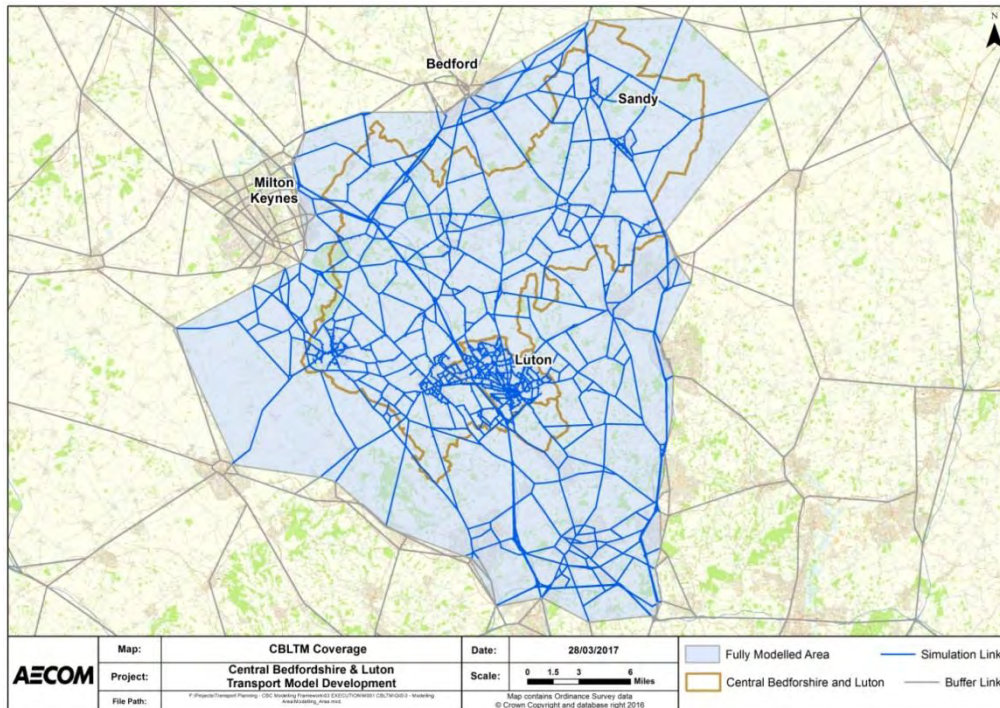 N
Bedford
Sandy
Milton
Keynes
Luton
AECOM
Map: CBLTM Coverage
Project: Central Bedfordshire & Luton
Transport Model Development
File Path:
Date: 28/03/2017
Scale: 0 1.5 3 6
Miles
Map contains Ordinance Survey data
© Crown Copyright and database right 2016
Fully Modelled Area
Simulation Link
Central Bedforshire and Luton
Buffer Link